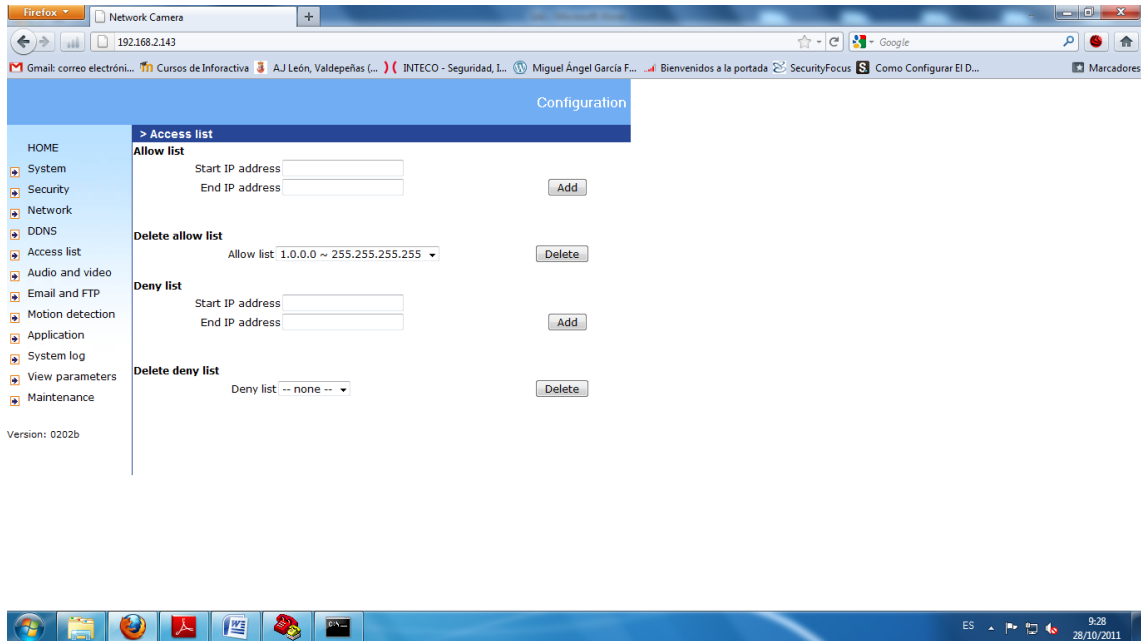 Firefox
Network Camera
192.168.2.143
Google
Gmail: correo electróni... Cursos de Inforactiva A.J León, Valdepeñas (... INTECO - Seguridad, I... Miguel Ángel García F... Bienvenidos a la portada SecurityFocus Como Configurar El D... Marcadores
Configuration
> Access list
HOME
System
Security
Network
DDNS
Access list
Audio and video
Email and FTP
Motion detection
Application
System log
View parameters
Maintenance
Version: 0202b
Allow list
Start IP address
End IP address Add
Delete allow list
Allow list 1.0.0.0 ~ 255.255.255.255 Delete
Deny list
Start IP address
End IP address Add
Delete deny list
Deny list -- none -- Delete
ES 9:28
28/10/2011